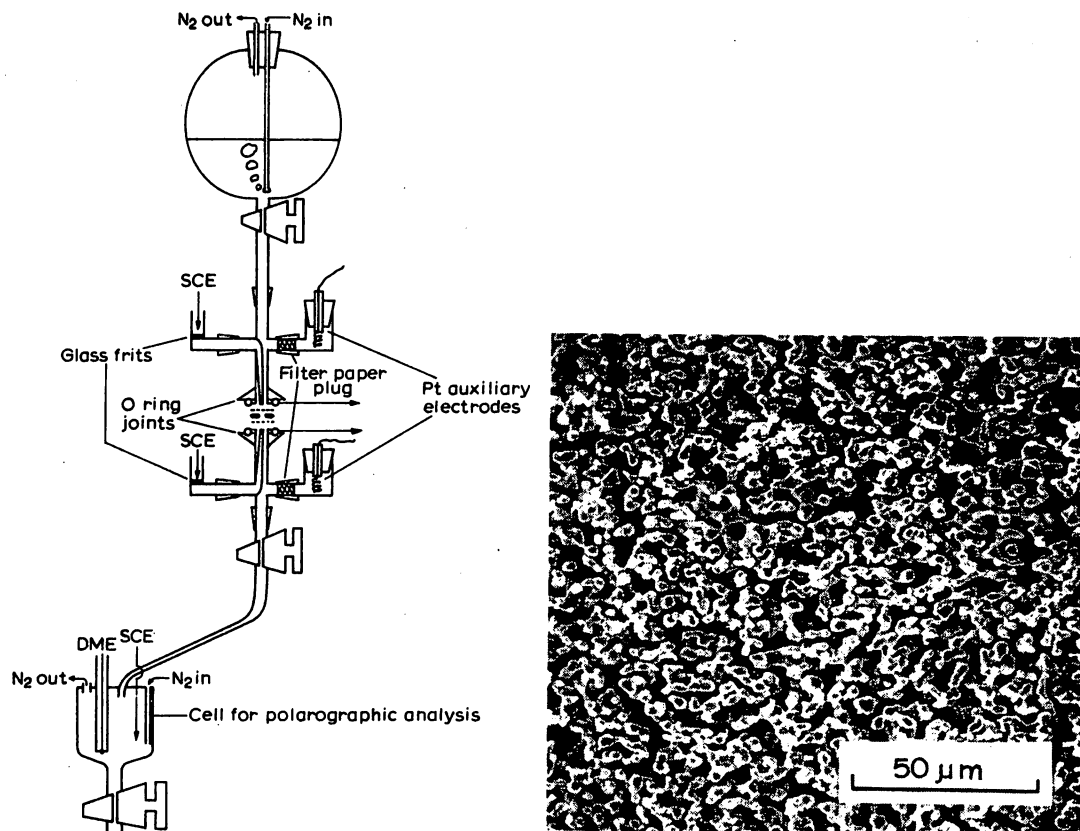 N2 out
N2 in
SCE
Glass frits
Filter paper
plug
Pt auxiliary
electrodes
O ring
joints
SCE
DME
SCE
N2 out
N2 in
Cell for polarographic analysis
50 μm